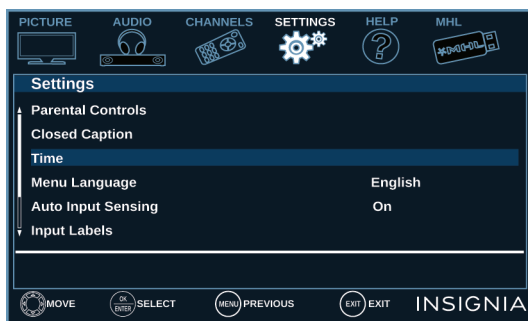 PICTURE AUDIO CHANNELS SETTINGS HELP MHL
MHL
Settings
Parental Controls
Closed Caption
Time
Menu Language English
Auto Input Sensing On
Input Labels
MOVE OK ENTER SELECT MENU PREVIOUS EXIT EXIT INSIGNIA